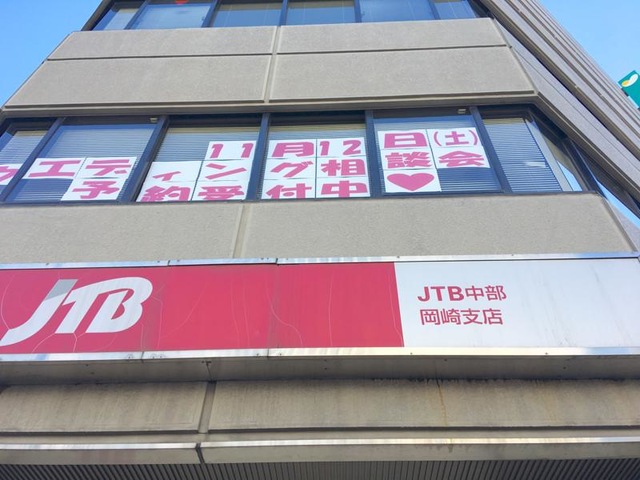 11月12日(土)
ウエディング相談会
予約受付中♥
JTB
JTB中部
岡崎支店